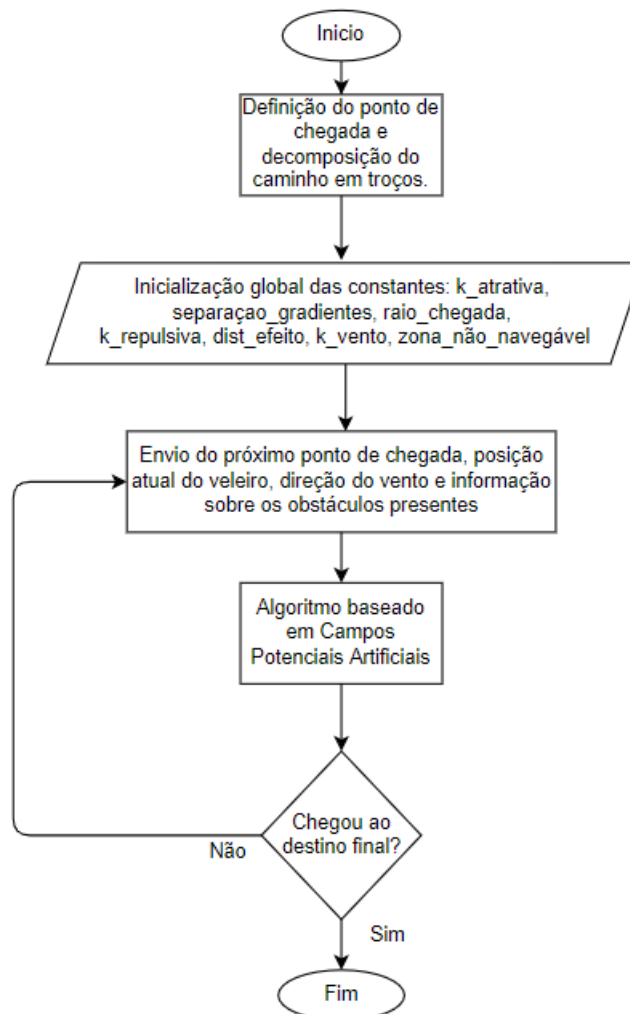 Inicio
Definição do ponto de
chegada e
decomposição do
caminho em troços.
Inicialização global das constantes: k_atrativa,
separaçao_gradientes, raio_chegada,
k_repulsiva, dist_efeito, k_vento, zona_não_navegável
Envio do próximo ponto de chegada, posição
atual do veleiro, direção do vento e informação
sobre os obstáculos presentes
Algoritmo baseado
em Campos
Potenciais Artificiais
Chegou ao
destino final?
Não
Sim
Fim